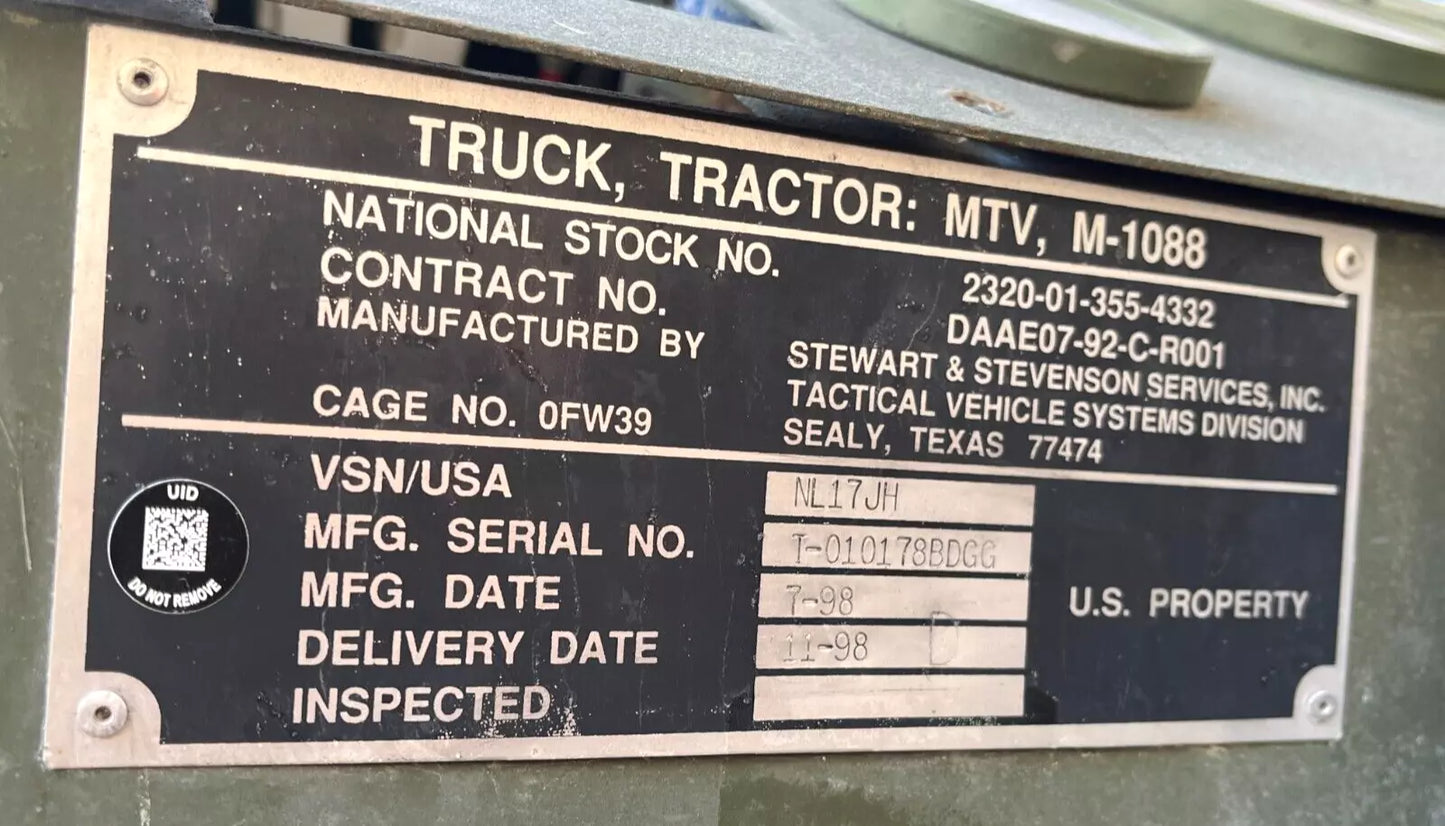 TRUCK, TRACTOR: MTV, M-1088
NATIONAL STOCK NO. 2320-01-355-4332
CONTRACT NO. DAAE07-92-C-R001
MANUFACTURED BY STEWART & STEVENSON SERVICES, INC.
TACTICAL VEHICLE SYSTEMS DIVISION
CAGE NO. 0FW39 SEALY, TEXAS 77474
VSN/USA NL17JH
MFG. SERIAL NO. T-010178BDGG
MFG. DATE 7-98
U.S. PROPERTY
DELIVERY DATE 11-98 D
INSPECTED
UID
DO NOT REMOVE